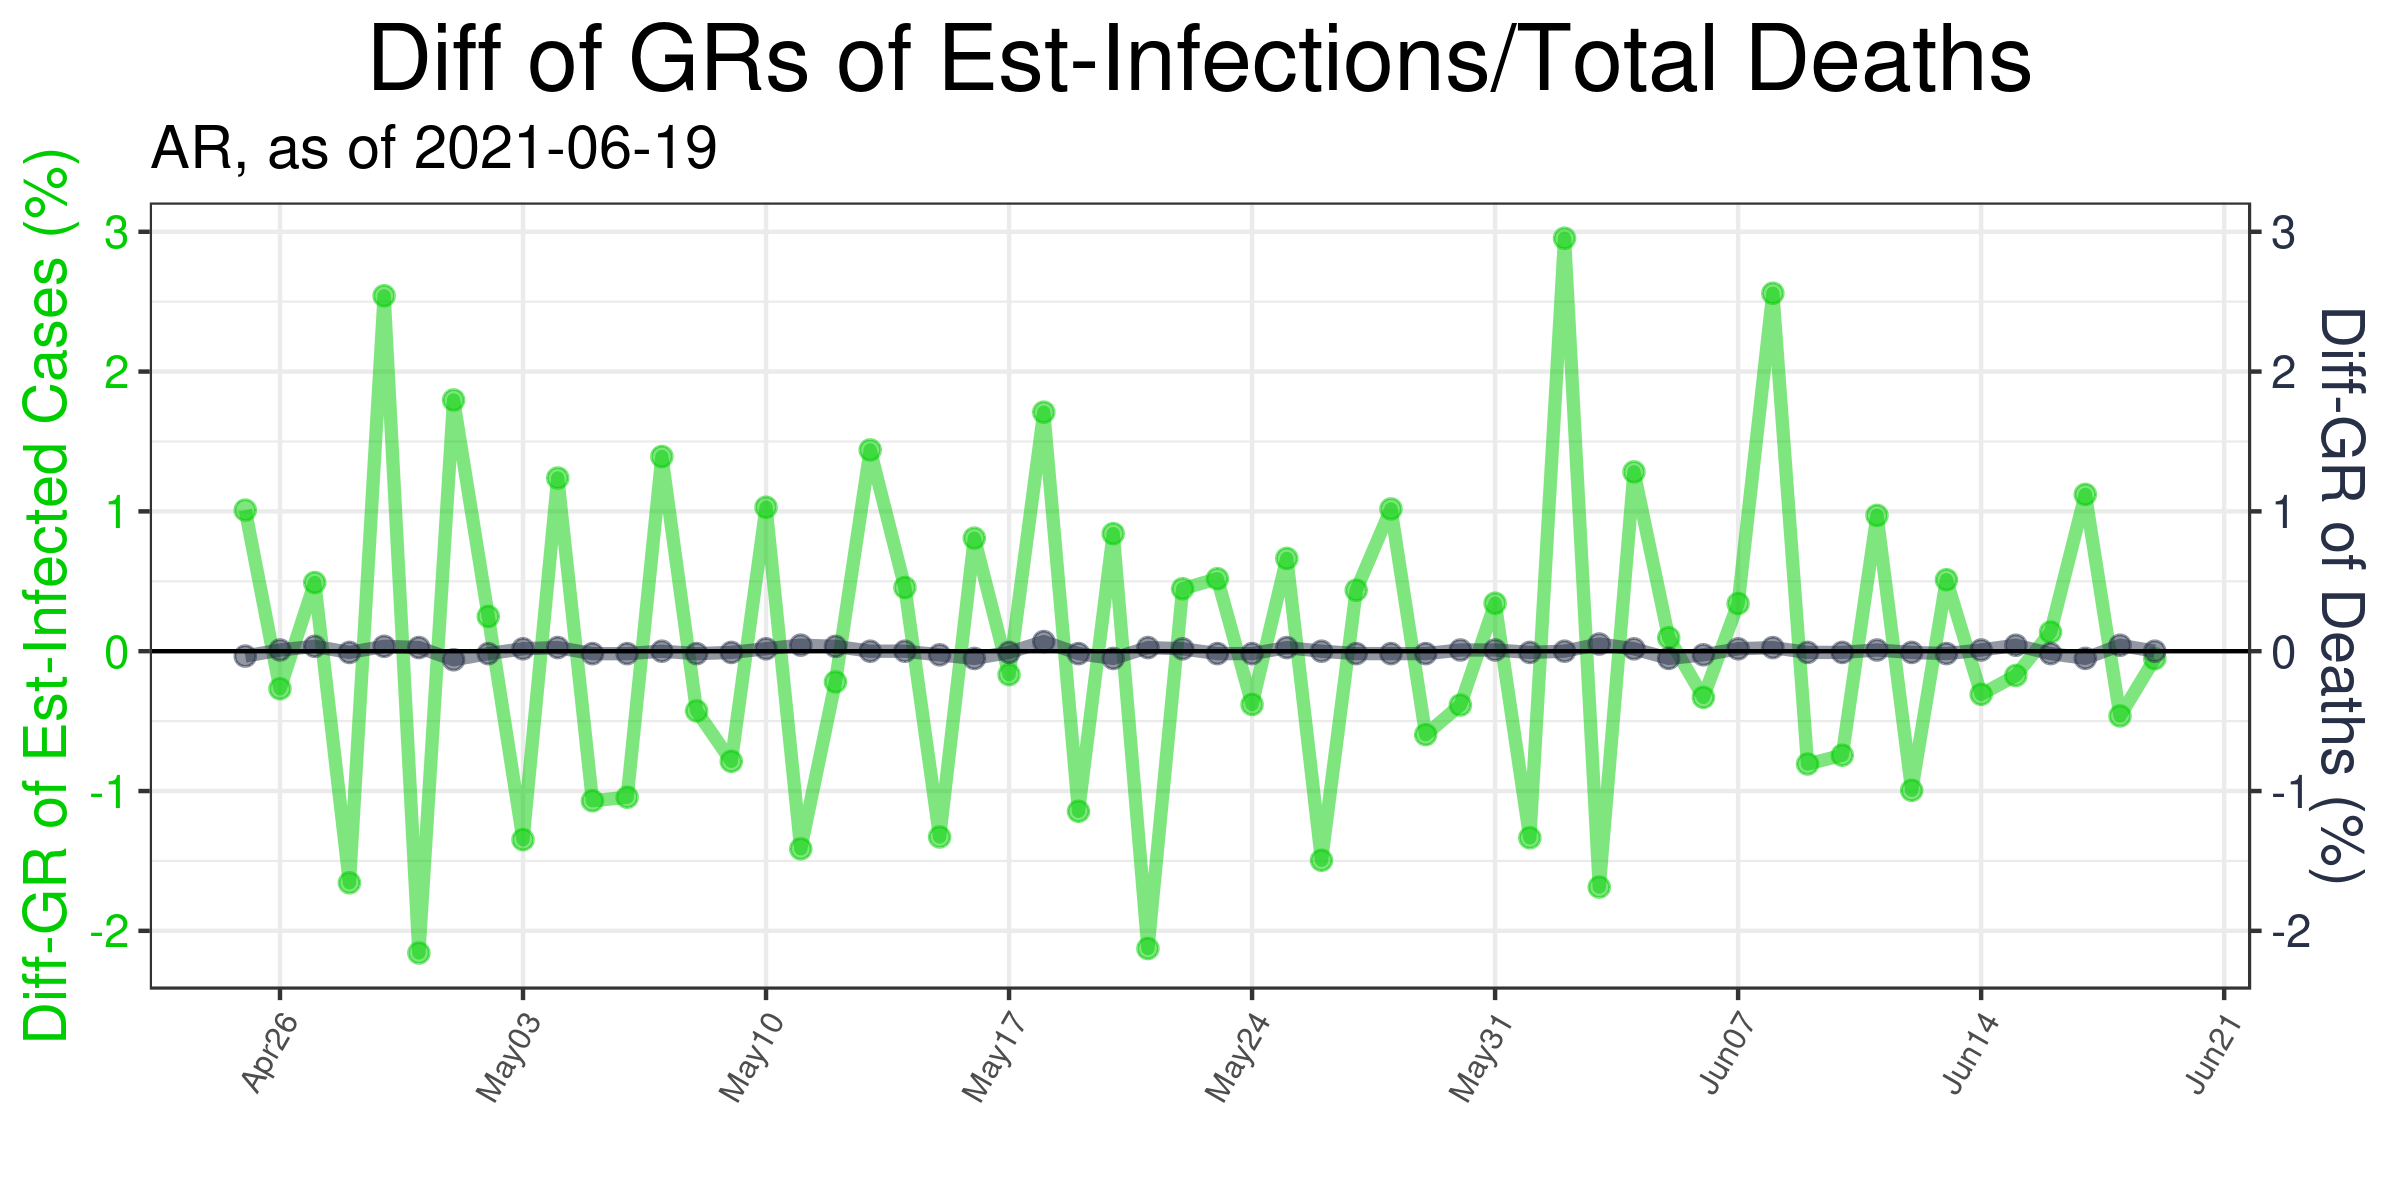 Diff of GRs of Est-Infections/Total Deaths
AR, as of 2021-06-19
Diff-GR of Est-Infected Cases (%)
3
2
1
0
-1
-2
3
2
1
0
-1
-2
Diff-GR of Deaths (%)
Apr26
May03
May10
May17
May24
May31
Jun07
Jun14
Jun21